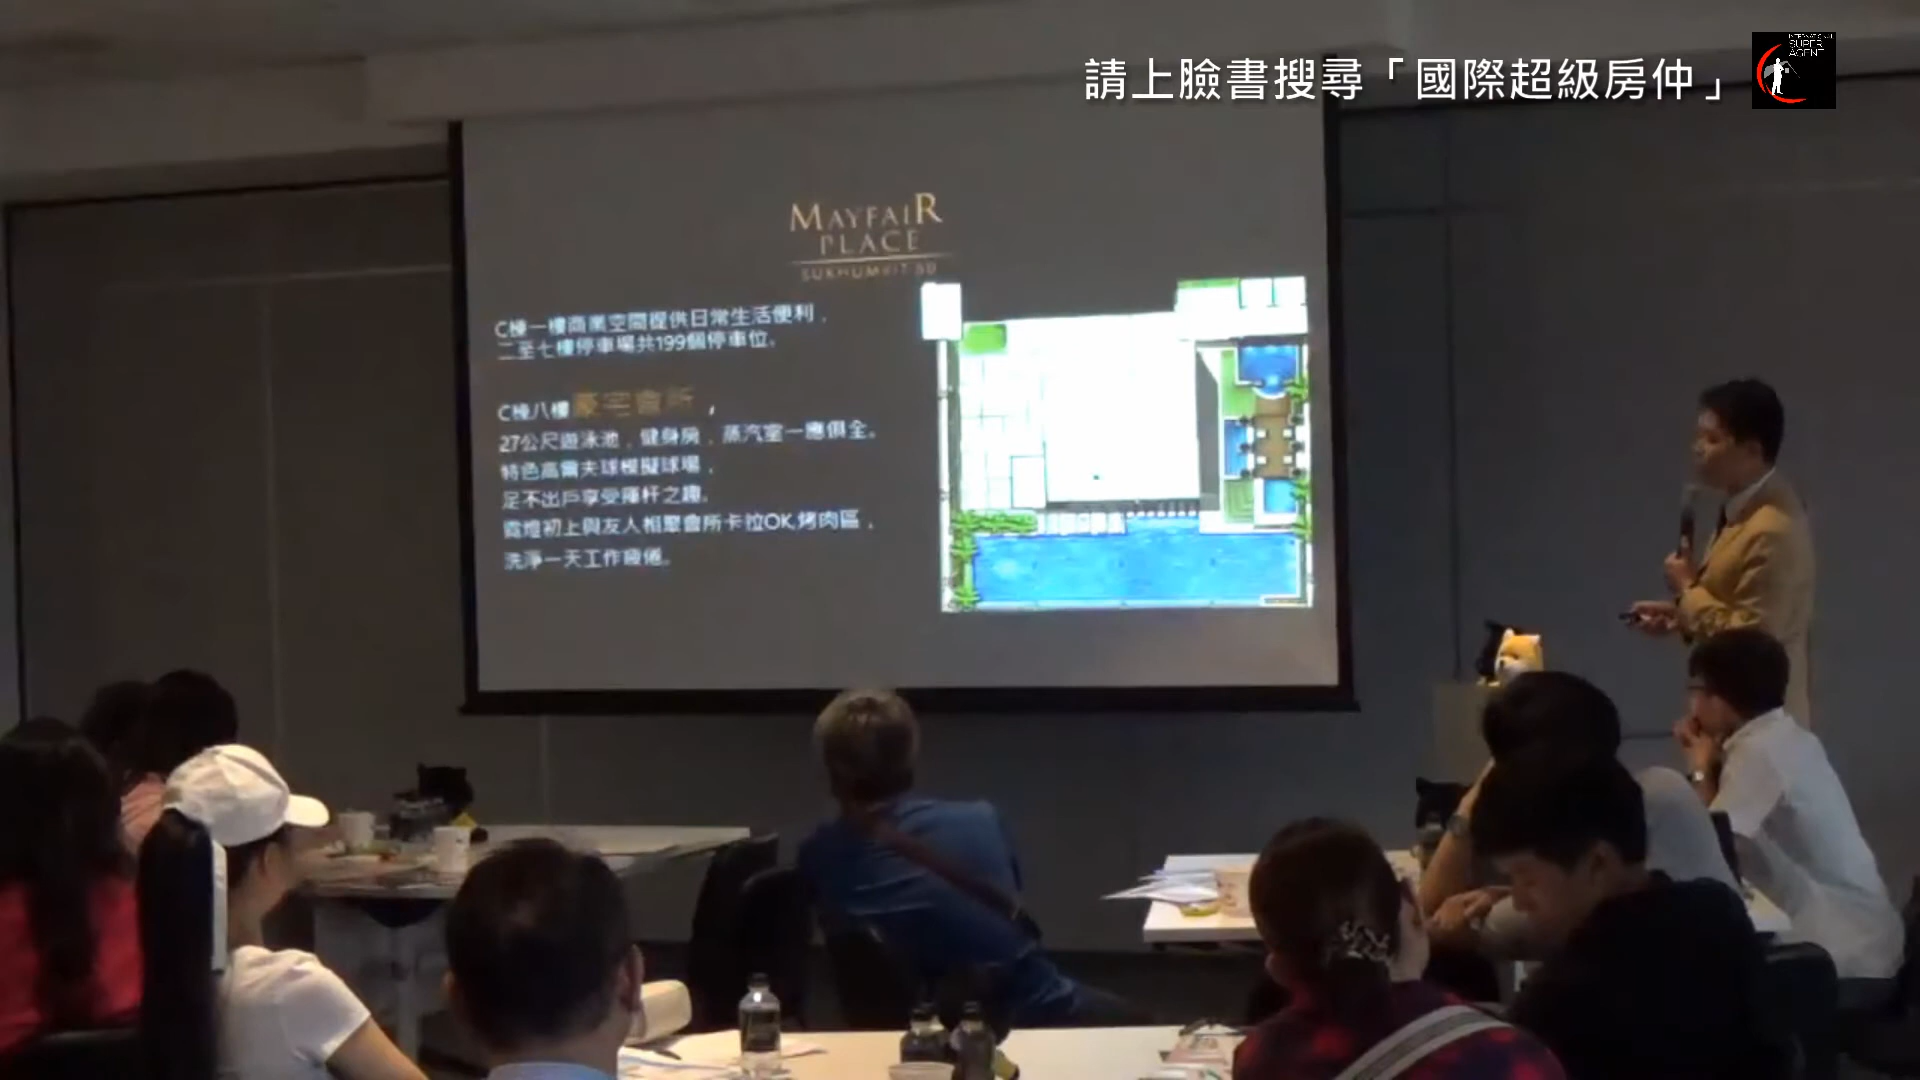 請上臉書搜尋「國際超級房仲」
INTERNATIONAL
SUPER
AGENT
MAYFAIR
PLACE
SUKHUMVIT 50
C棟一樓商業空間提供日常生活便利，
二至七樓停車場共199個停車位。
C棟八樓豪宅會所，
27公尺遊泳池，健身房，蒸汽室一應俱全。
特色高爾夫球模擬球場，
足不出戶享受揮杆之趣。
霓燈初上與友人相聚會所卡拉OK,烤肉區，
洗淨一天工作疲倦。